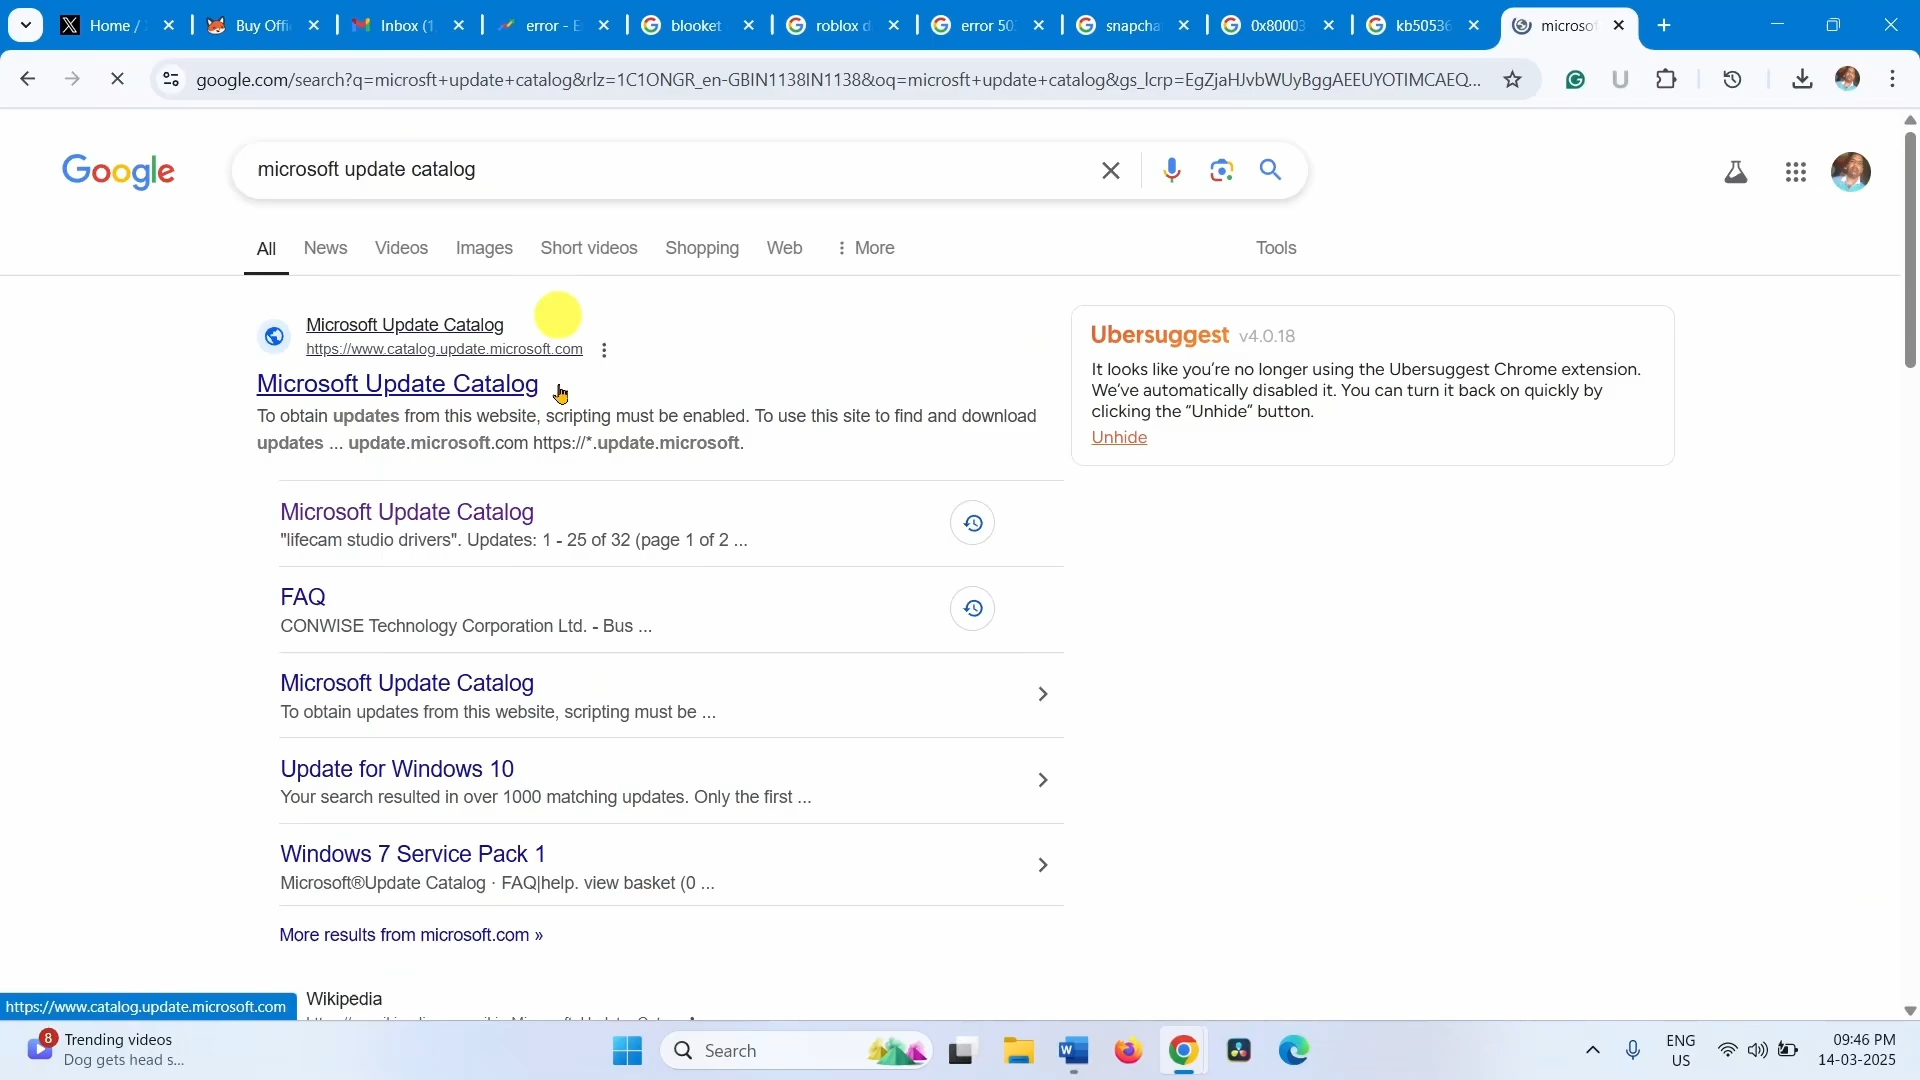 Home /
Buy Offi
Inbox (1
error - E
blooket
roblox d
error 50
snapcha
0x80003
kb50536
microsof
google.com/search?q=microsft+update+catalog&rlz=1C1ONGR_en-GBIN1138IN1138&oq=microsft+update+catalog&gs_lcrp=EgZjaHJvbWUyBggAEEUYOTIMCAEQ...
Google
microsoft update catalog
All
News
Videos
Images
Short videos
Shopping
Web
More
Tools
Microsoft Update Catalog
https://www.catalog.update.microsoft.com
Microsoft Update Catalog
To obtain updates from this website, scripting must be enabled. To use this site to find and download
updates ... update.microsoft.com https://*.update.microsoft.
Ubersuggest v4.0.18
It looks like you're no longer using the Ubersuggest Chrome extension.
We've automatically disabled it. You can turn it back on quickly by
clicking the "Unhide" button.
Unhide
Microsoft Update Catalog
"lifecam studio drivers". Updates: 1 - 25 of 32 (page 1 of 2 ...
FAQ
CONWISE Technology Corporation Ltd. - Bus ...
Microsoft Update Catalog
To obtain updates from this website, scripting must be ...
Update for Windows 10
Your search resulted in over 1000 matching updates. Only the first ...
Windows 7 Service Pack 1
Microsoft®Update Catalog · FAQ|help. view basket (0 ...
More results from microsoft.com »
Wikipedia
https://www.catalog.update.microsoft.com
8
Trending videos
Dog gets head s...
Search
ENG
US
09:46 PM
14-03-2025